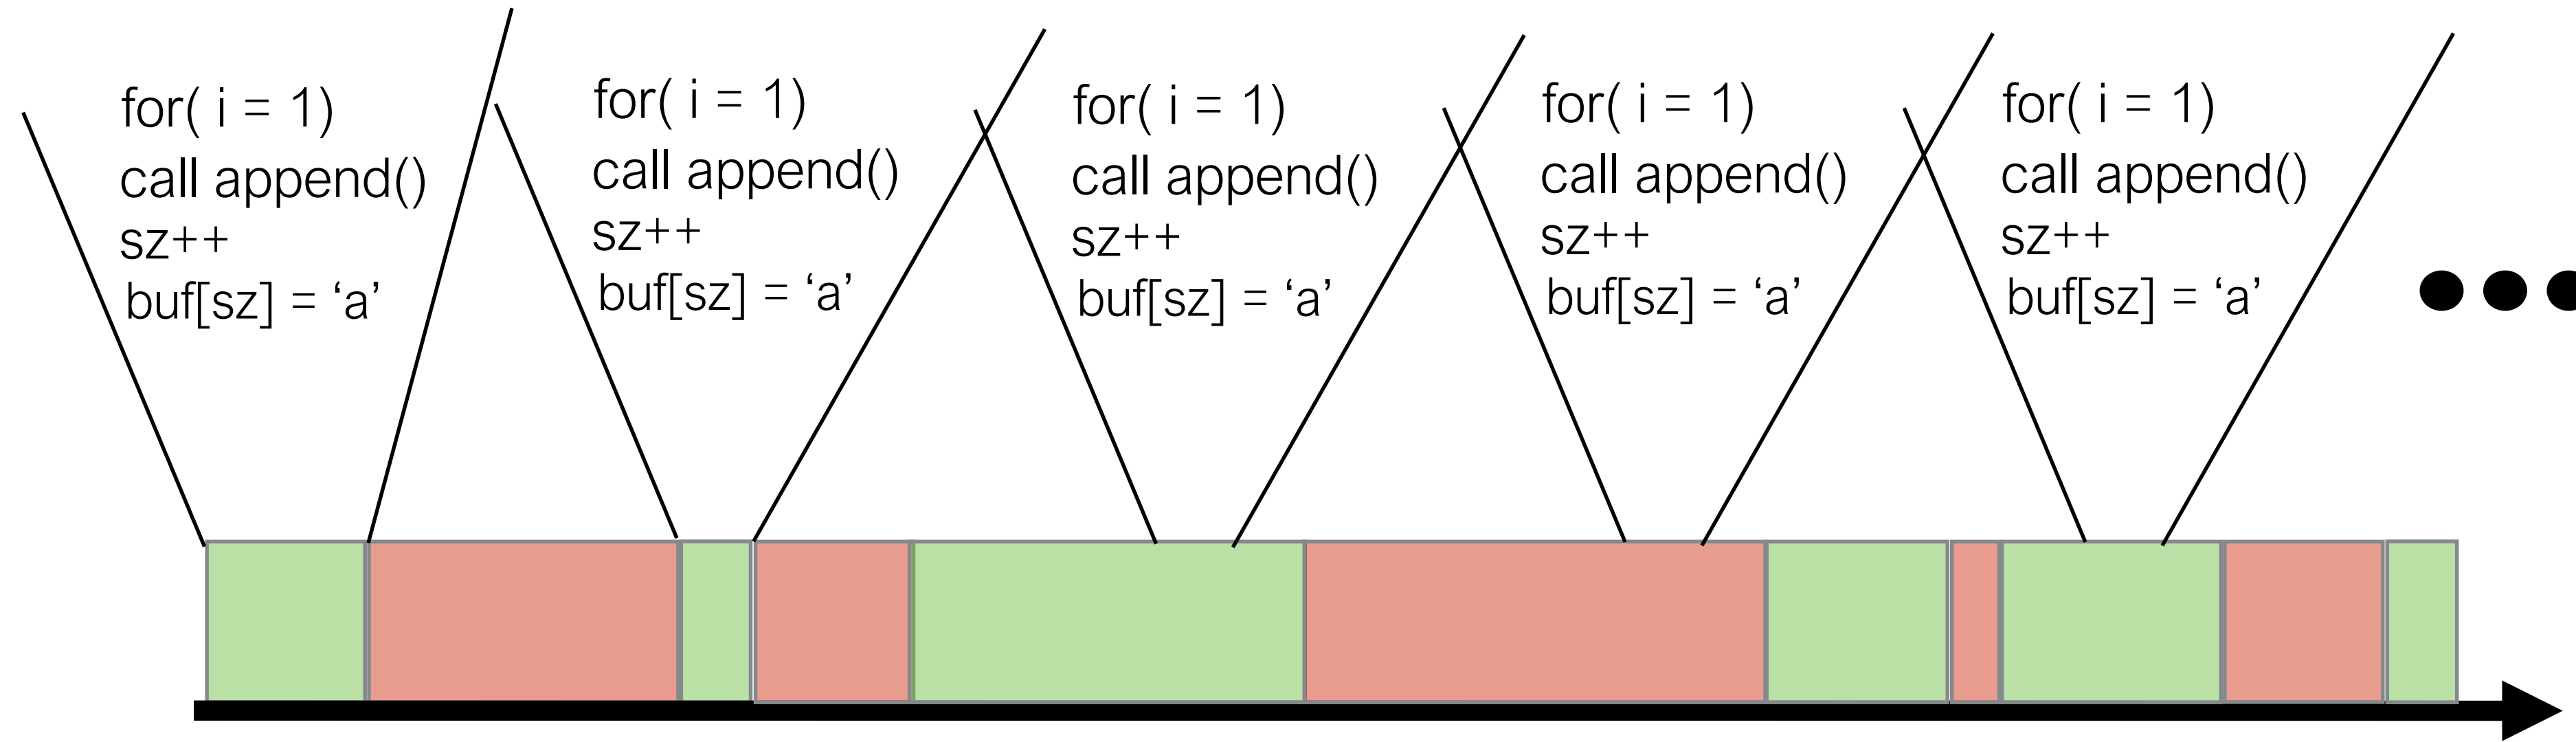 for( i = 1)
call append()
sz++
buf[sz] = ‘a’
for( i = 1)
call append()
sz++
buf[sz] = ‘a’
for( i = 1)
call append()
sz++
buf[sz] = ‘a’
for( i = 1)
call append()
sz++
buf[sz] = ‘a’
for( i = 1)
call append()
sz++
buf[sz] = ‘a’